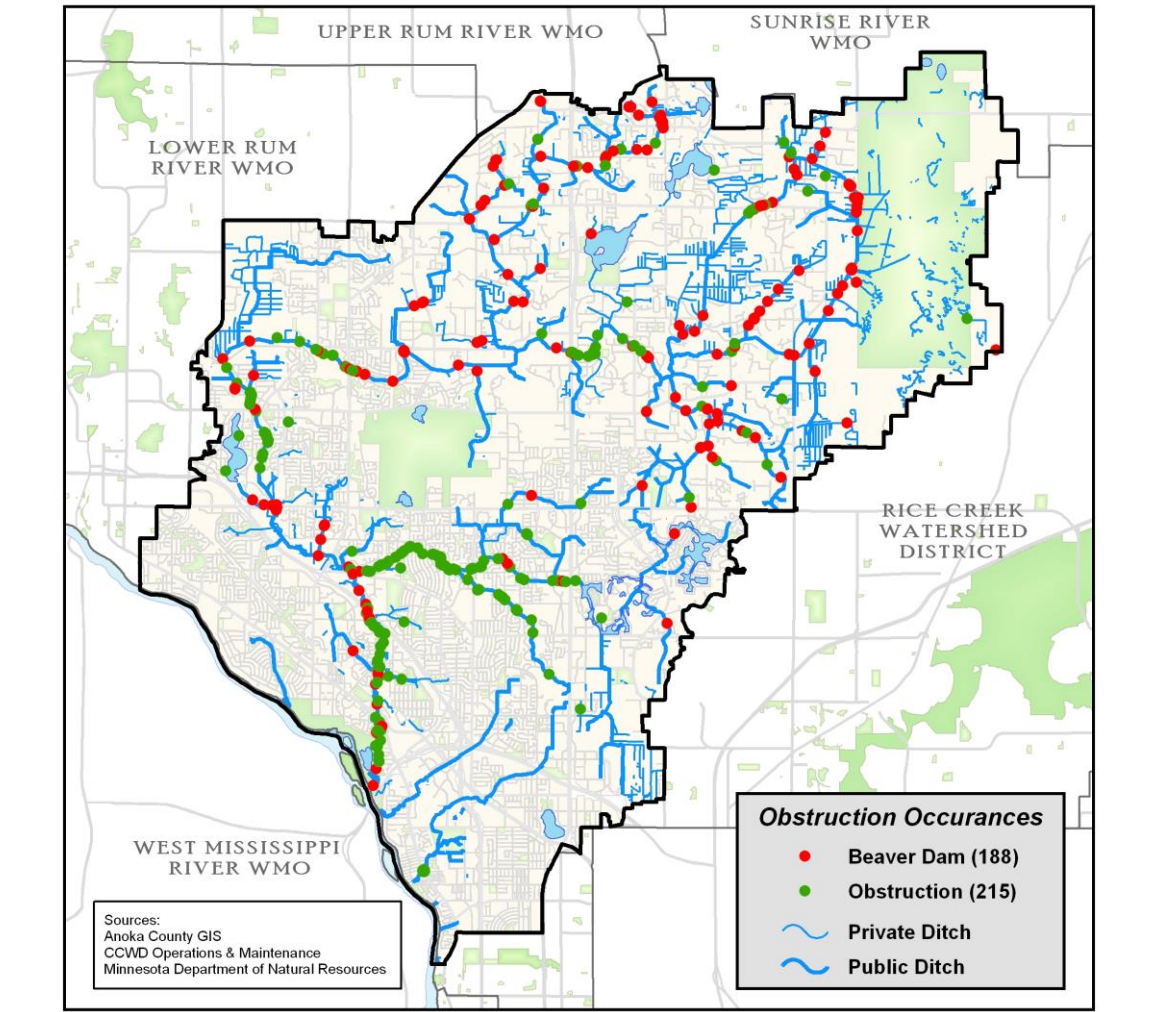 UPPER RUM RIVER WMO
SUNRISE RIVER
WMO
LOWER RUM
RIVER WMO
RICE CREEK
WATERSHED
DISTRICT
WEST MISSISSIPPI
RIVER WMO
Obstruction Occurances
Beaver Dam (188)
Obstruction (215)
Private Ditch
Public Ditch
Sources:
Anoka County GIS
CCWD Operations & Maintenance
Minnesota Department of Natural Resources